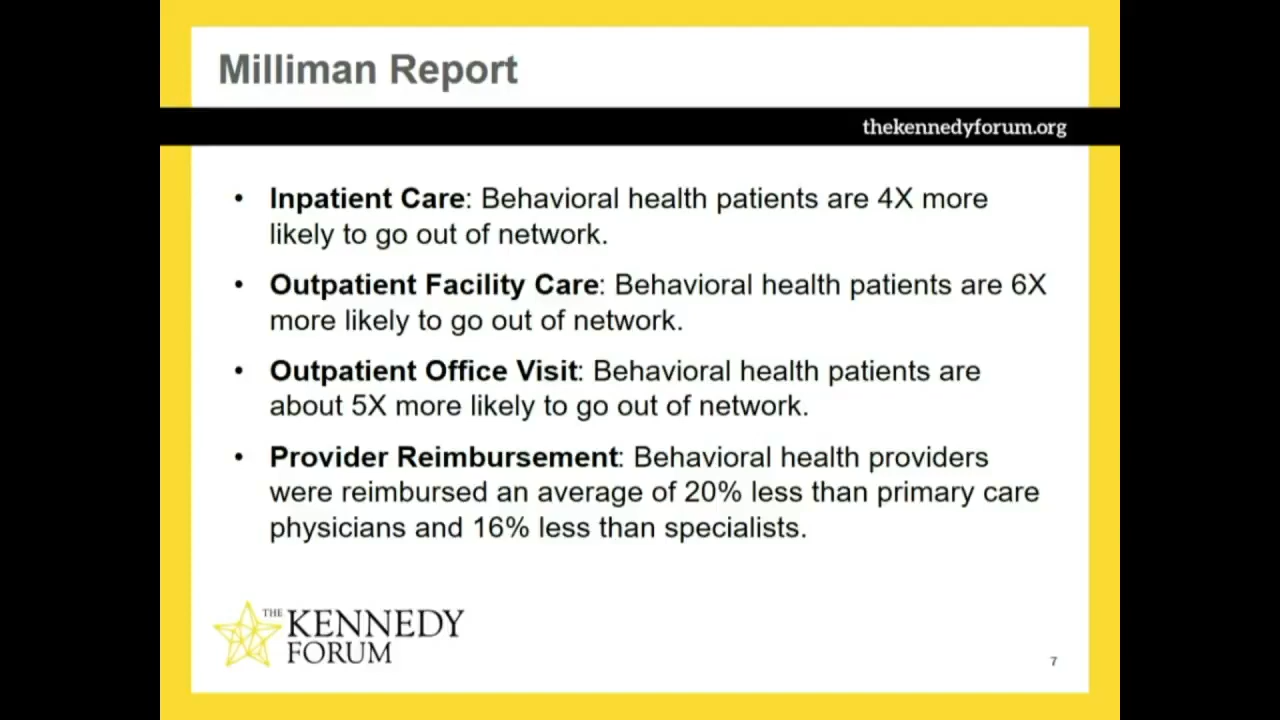 Milliman Report
thekennedyforum.org
• Inpatient Care: Behavioral health patients are 4X more
likely to go out of network.
• Outpatient Facility Care: Behavioral health patients are 6X
more likely to go out of network.
• Outpatient Office Visit: Behavioral health patients are
about 5X more likely to go out of network.
• Provider Reimbursement: Behavioral health providers
were reimbursed an average of 20% less than primary care
physicians and 16% less than specialists.
THE KENNEDY
FORUM
7